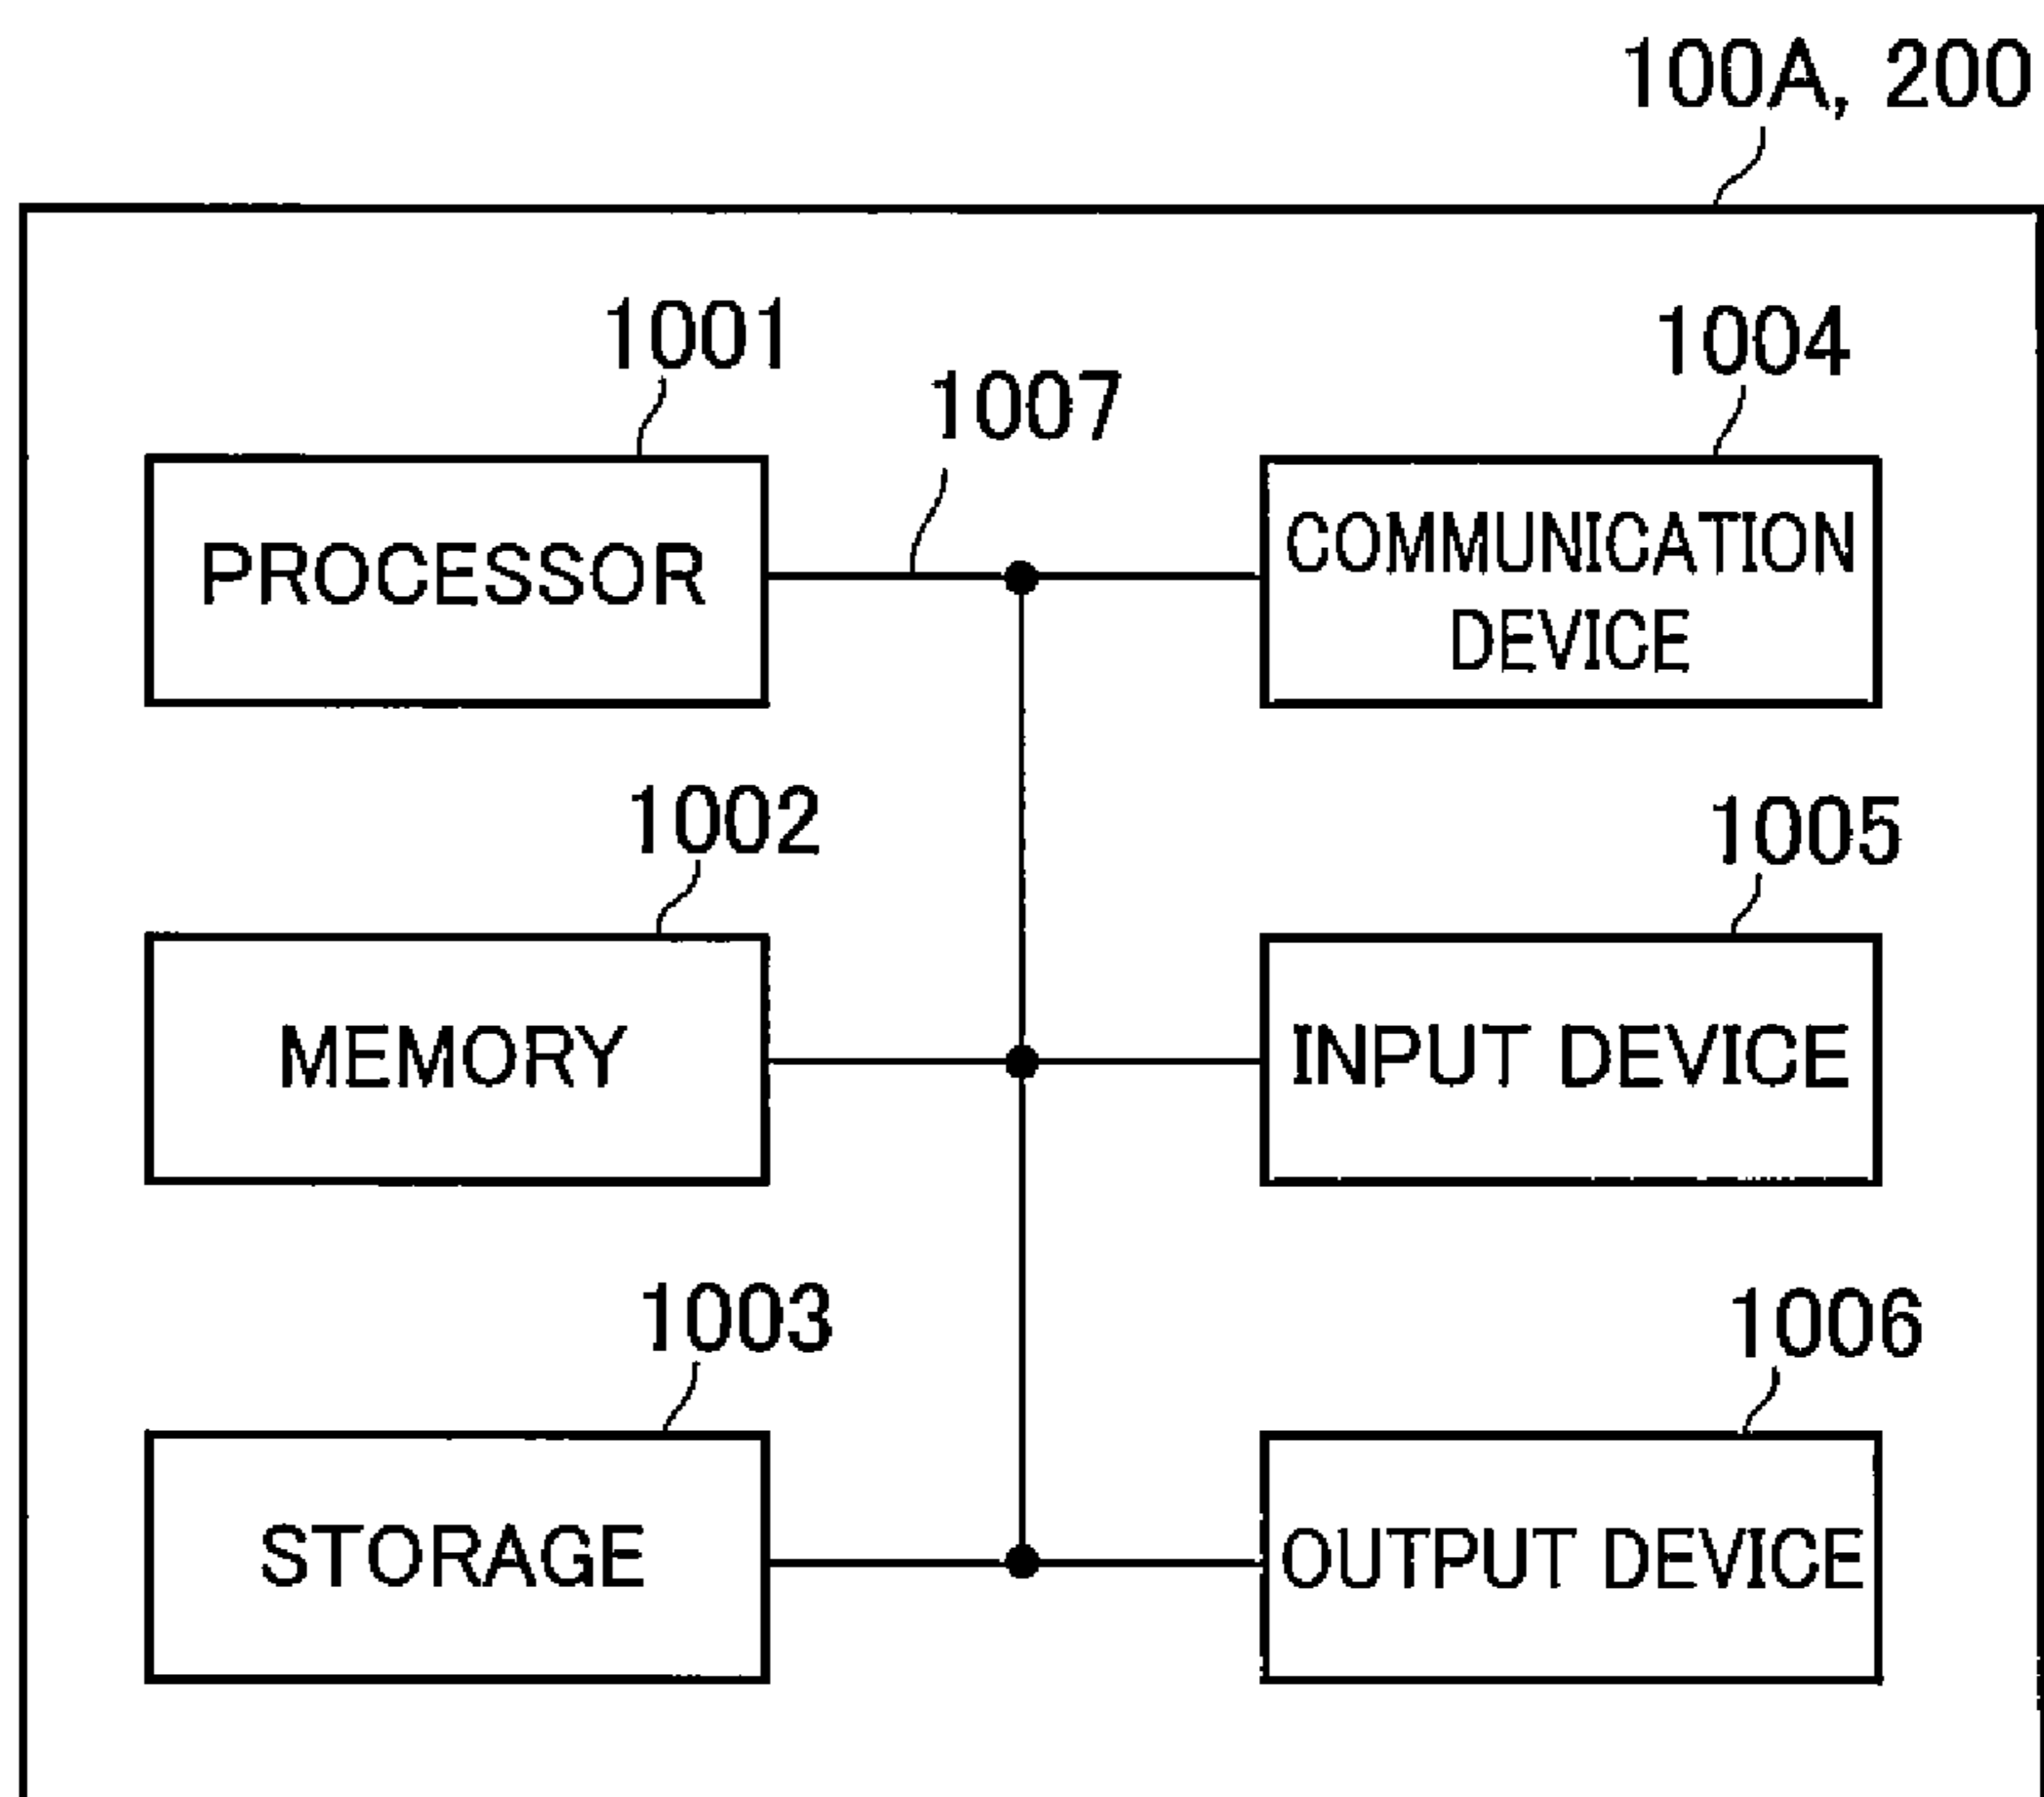 100A, 200
1001
1007
1004
PROCESSOR
COMMUNICATION
DEVICE
1002
1005
MEMORY
INPUT DEVICE
1003
1006
STORAGE
OUTPUT DEVICE